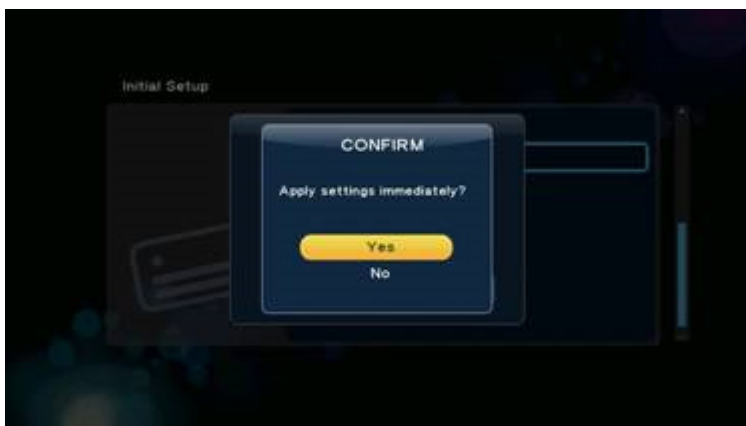 Initial Setup
CONFIRM
Apply settings immediately?
Yes
No